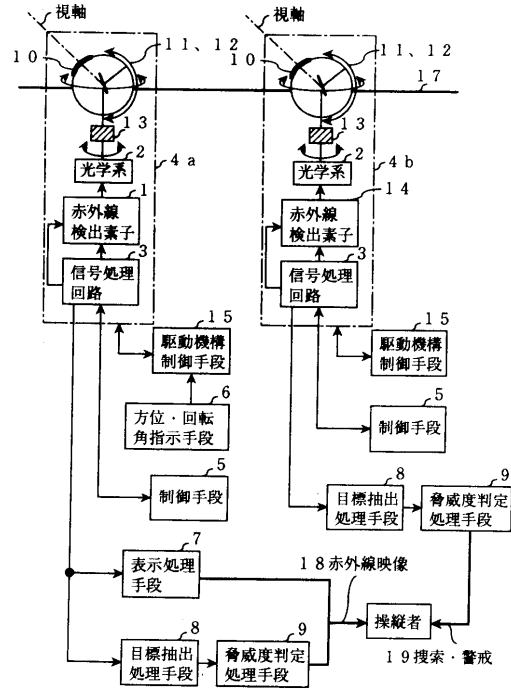 視軸
視軸
10
11、12
10
11、12
17
13
13
2
光学系
4a
2
光学系
4b
1
赤外線
検出素子
14
赤外線
検出素子
3
信号処理
回路
3
信号処理
回路
15
駆動機構
制御手段
15
駆動機構
制御手段
6
方位・回転
角指示手段
5
制御手段
5
制御手段
8
目標抽出
処理手段
9
脅威度判定
処理手段
7
表示処理
手段
18赤外線映像
操縦者
8
目標抽出
処理手段
9
脅威度判定
処理手段
19捜索・警戒